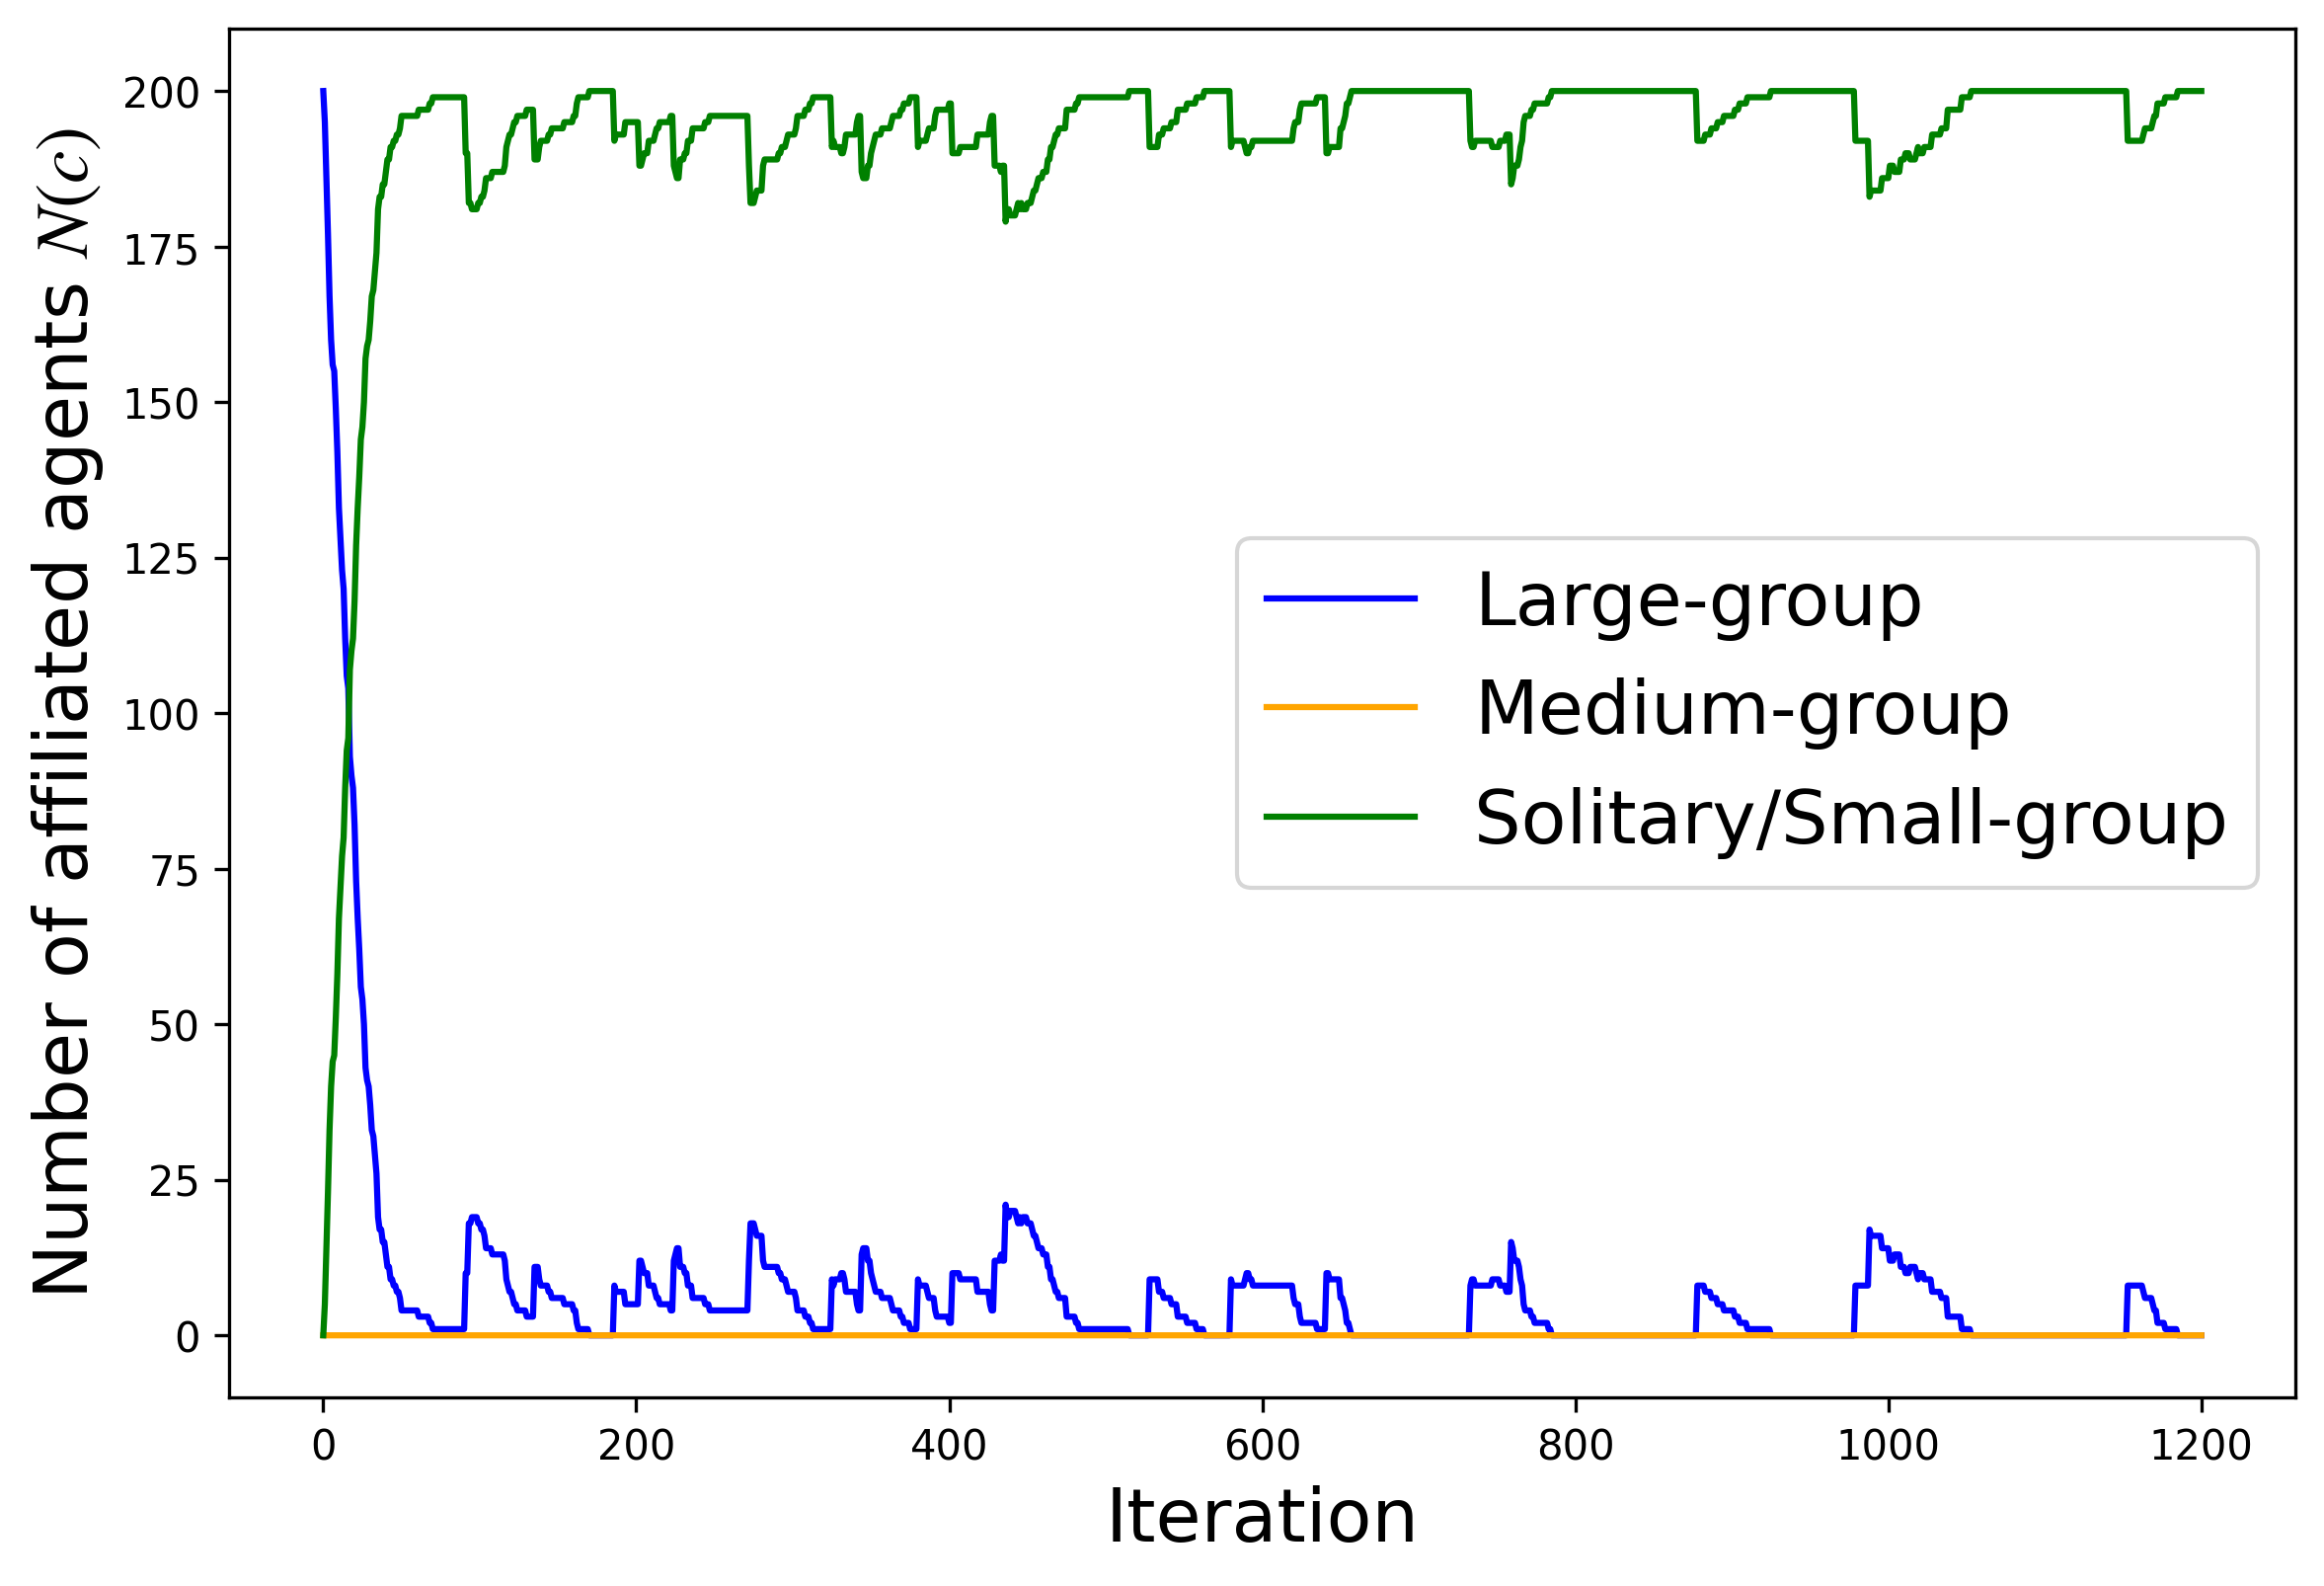 Number of affiliated agents N(c)
200
175
150
125
100
75
50
25
0
Large-group
Medium-group
Solitary/Small-group
0 200 400 600 800 1000 1200
Iteration